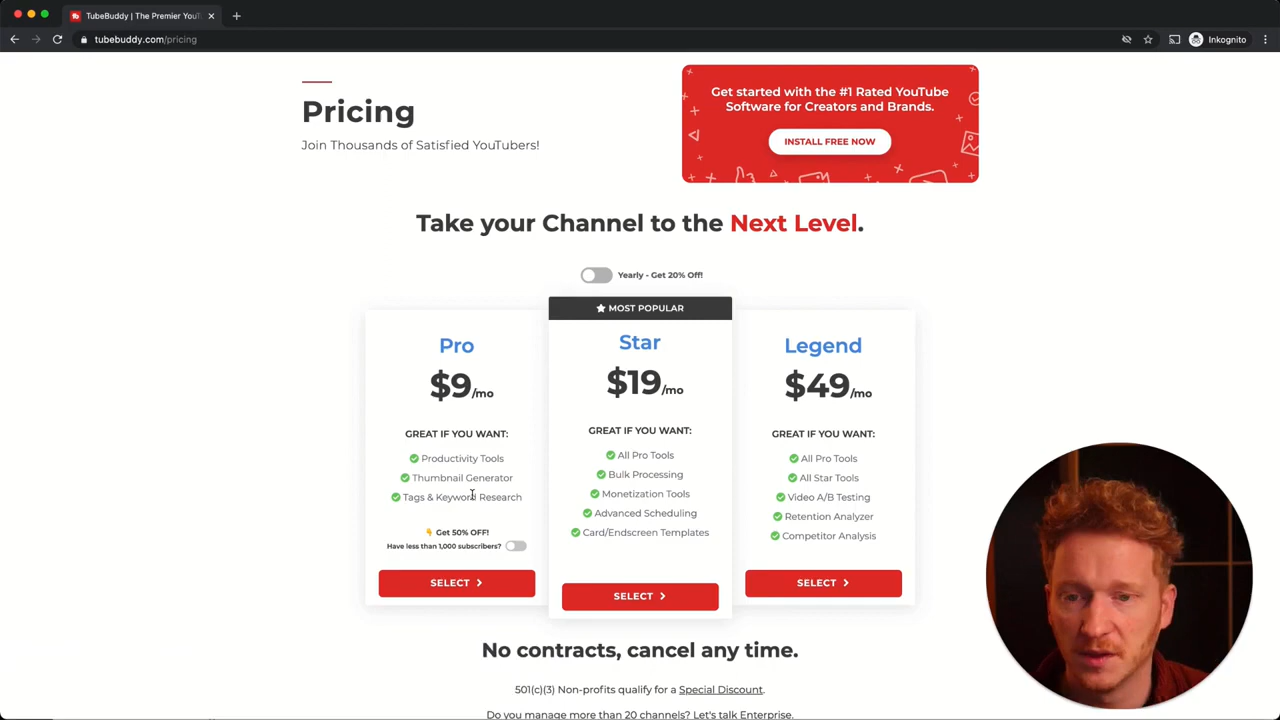 TubeBuddy | The Premier YouT
tubebuddy.com/pricing
Inkognito
Pricing
Join Thousands of Satisfied YouTubers!
Get started with the #1 Rated YouTube
Software for Creators and Brands.
INSTALL FREE NOW
Take your Channel to the Next Level.
Yearly - Get 20% Off!
Pro
$9/mo
GREAT IF YOU WANT:
Productivity Tools
Thumbnail Generator
Tags & Keyword Research
Get 50% OFF!
Have less than 1,000 subscribers?
SELECT
MOST POPULAR
Star
$19/mo
GREAT IF YOU WANT:
All Pro Tools
Bulk Processing
Monetization Tools
Advanced Scheduling
Card/Endscreen Templates
SELECT
Legend
$49/mo
GREAT IF YOU WANT:
All Pro Tools
All Star Tools
Video A/B Testing
Retention Analyzer
Competitor Analysis
SELECT
No contracts, cancel any time.
501(c)(3) Non-profits qualify for a Special Discount.
Do you manage more than 20 channels? Let's talk Enterprise.